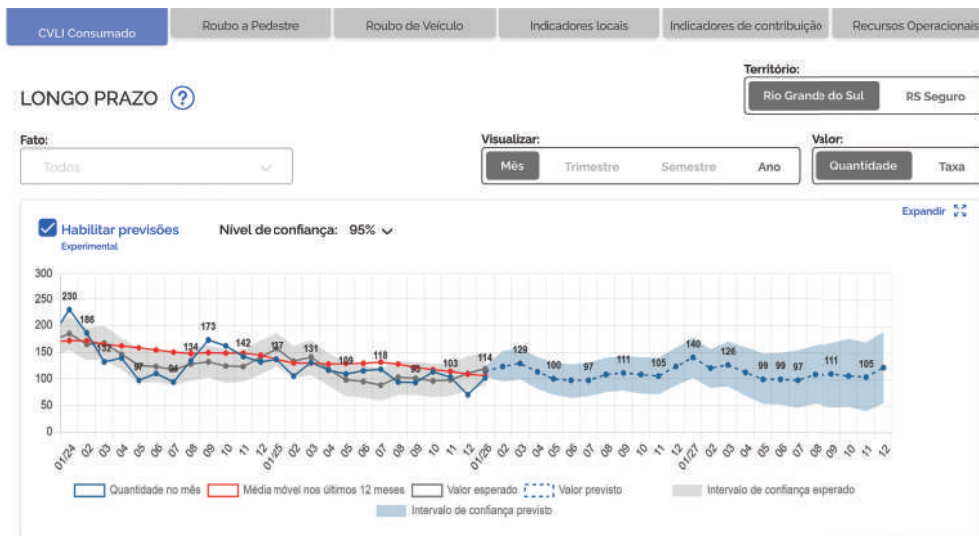 CVLI Consumado Roubo a Pedestre Roubo de Veículo Indicadores locais Indicadores de contribuição Recursos Operacionais
Território:
LONGO PRAZO ?
Rio Grande do Sul RS Seguro
Fato: Visualizar: Valor:
Todos Mês Trimestre Semestre Ano Quantidade Taxa
Expandir
Habilitar previsões Nível de confiança: 95%
Experimental
300
250
200
150
100
50
0
230 186 132 97 94 134 173 142 137 131 109 118 95 103 114 129 100 97 111 105 140 126 99 99 97 111 105
01/24 02 03 04 05 06 07 08 09 10 11 12 01/25 02 03 04 05 06 07 08 09 10 11 12 01/26 02 03 04 05 06 07 08 09 10 11 12 01/27 02 03 04 05 06 07 08 09 10 11 12
Quantidade no mês Média móvel nos últimos 12 meses Valor esperado Valor previsto Intervalo de confiança esperado
Intervalo de confiança previsto